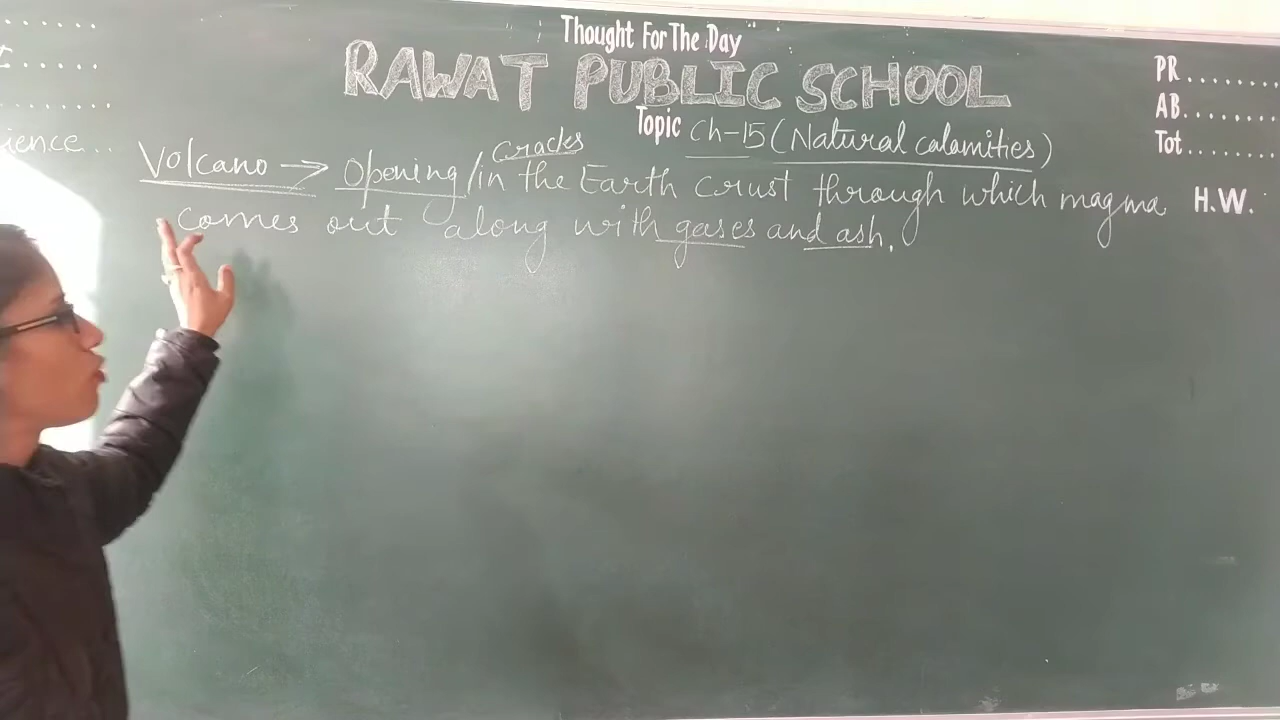 Thought For The Day
RAWAT PUBLIC SCHOOL
PR........
AB........
Topic Ch-15 (Natural calamities)
Tot.......
ience..
Cracks
Volcano → Opening/in the Earth crust through which magma
H.W.
comes out along with gases and ash.